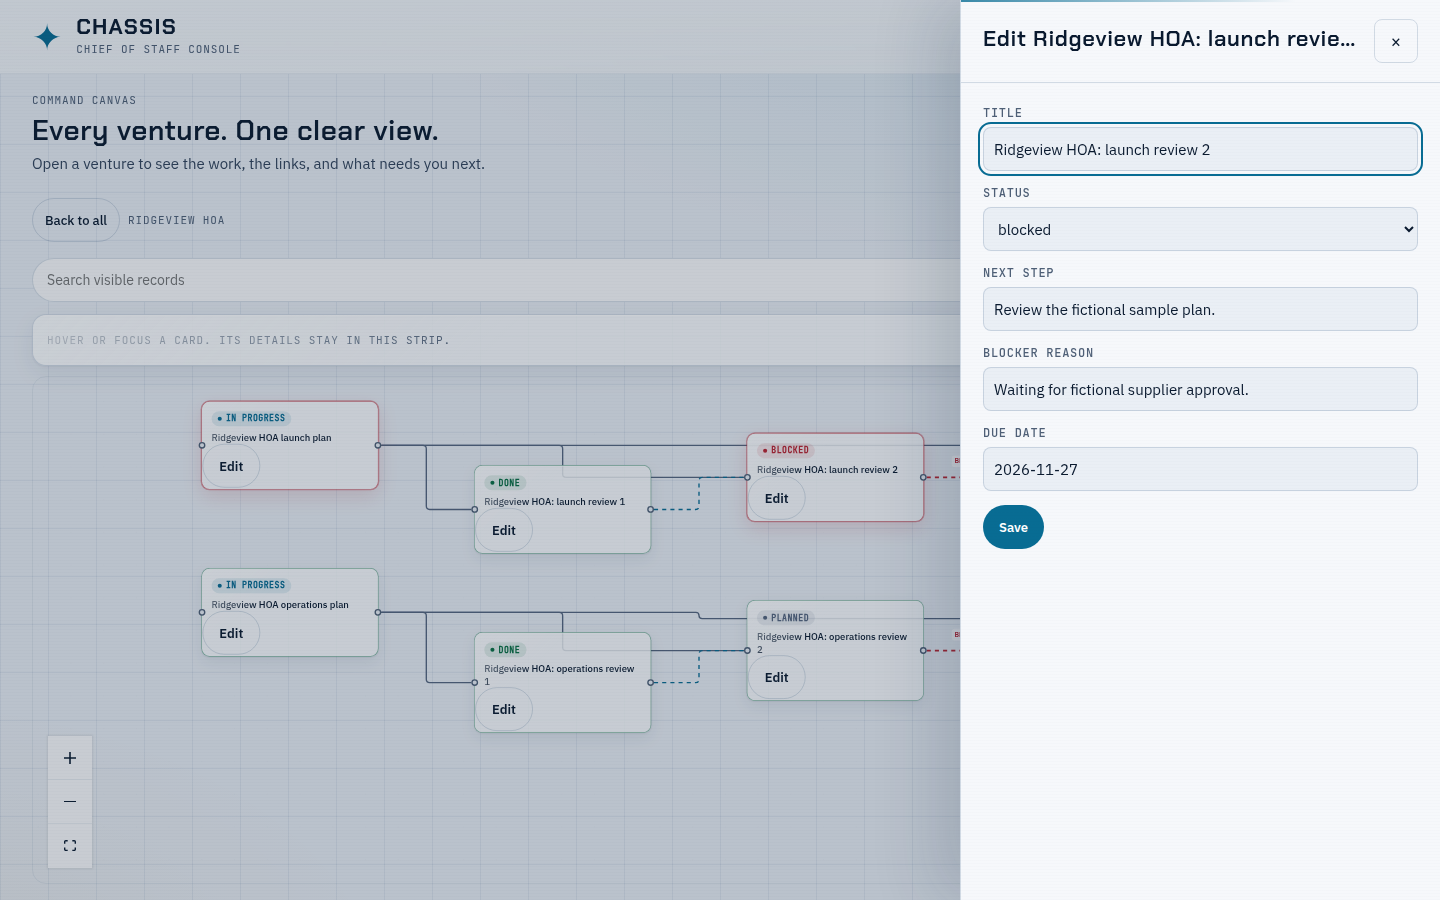 CHASSIS
CHIEF OF STAFF CONSOLE
COMMAND CANVAS
Every venture. One clear view.
Open a venture to see the work, the links, and what needs you next.
Back to all
RIDGEVIEW HOA
Search visible records
HOVER OR FOCUS A CARD. ITS DETAILS STAY IN THIS STRIP.
IN PROGRESS
Ridgeview HOA launch plan
Edit
DONE
Ridgeview HOA: launch review 1
Edit
BLOCKED
Ridgeview HOA: launch review 2
Edit
IN PROGRESS
Ridgeview HOA operations plan
Edit
DONE
Ridgeview HOA: operations review
1
Edit
PLANNED
Ridgeview HOA: operations review
2
Edit
Edit Ridgeview HOA: launch revie...
×
TITLE
Ridgeview HOA: launch review 2
STATUS
blocked
NEXT STEP
Review the fictional sample plan.
BLOCKER REASON
Waiting for fictional supplier approval.
DUE DATE
2026-11-27
Save